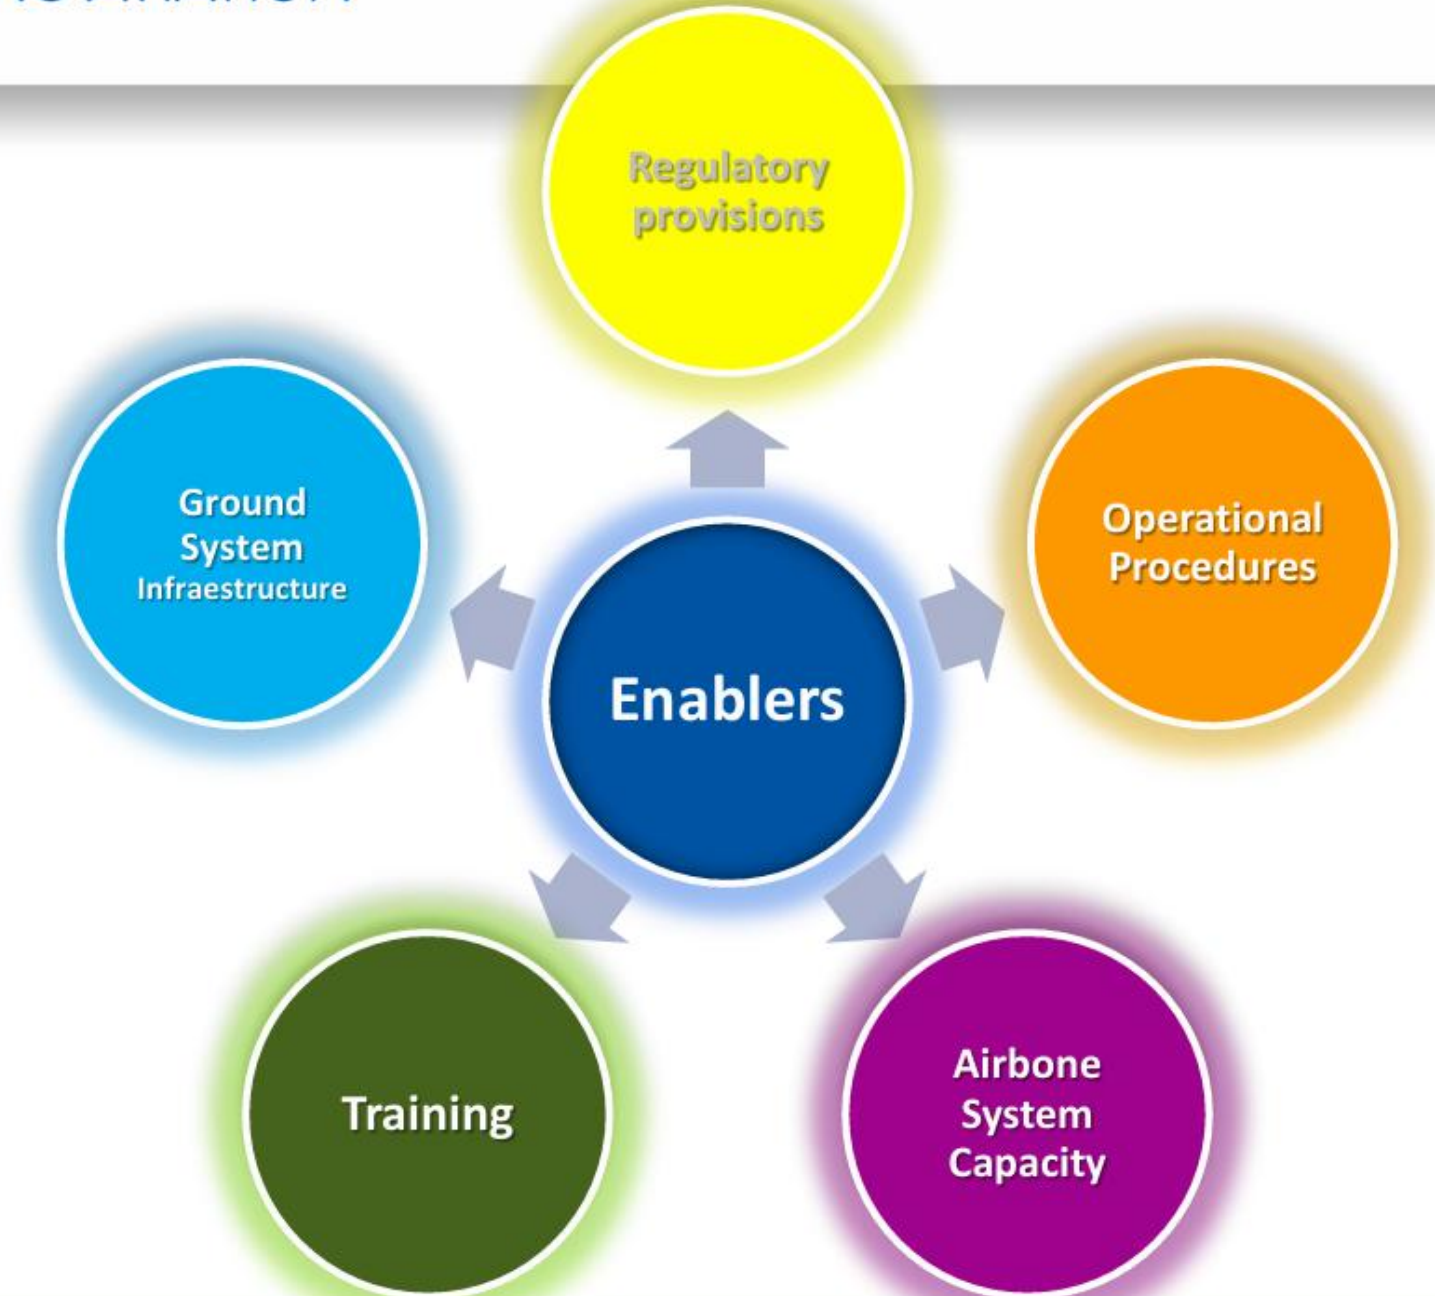 Regulatory
provisions
Ground
System
Infraestructure
Operational
Procedures
Enablers
Training
Airbone
System
Capacity